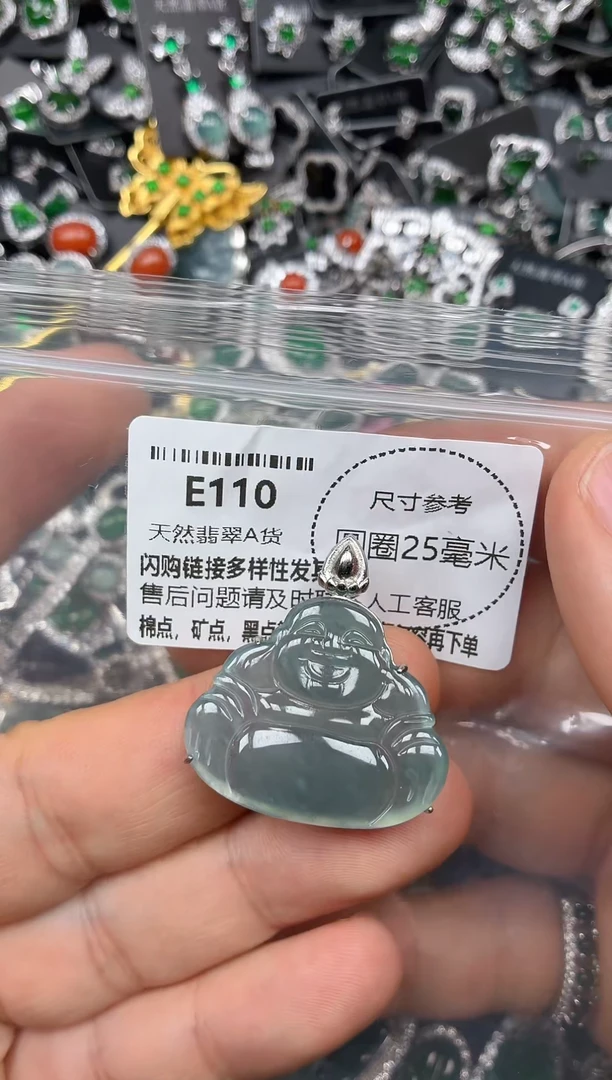 E110
天然翡翠A货
闪购链接多样性发
售后问题请及时 人工客服
棉点，矿点，黑点 再下单
尺寸参考
圆圈25毫米